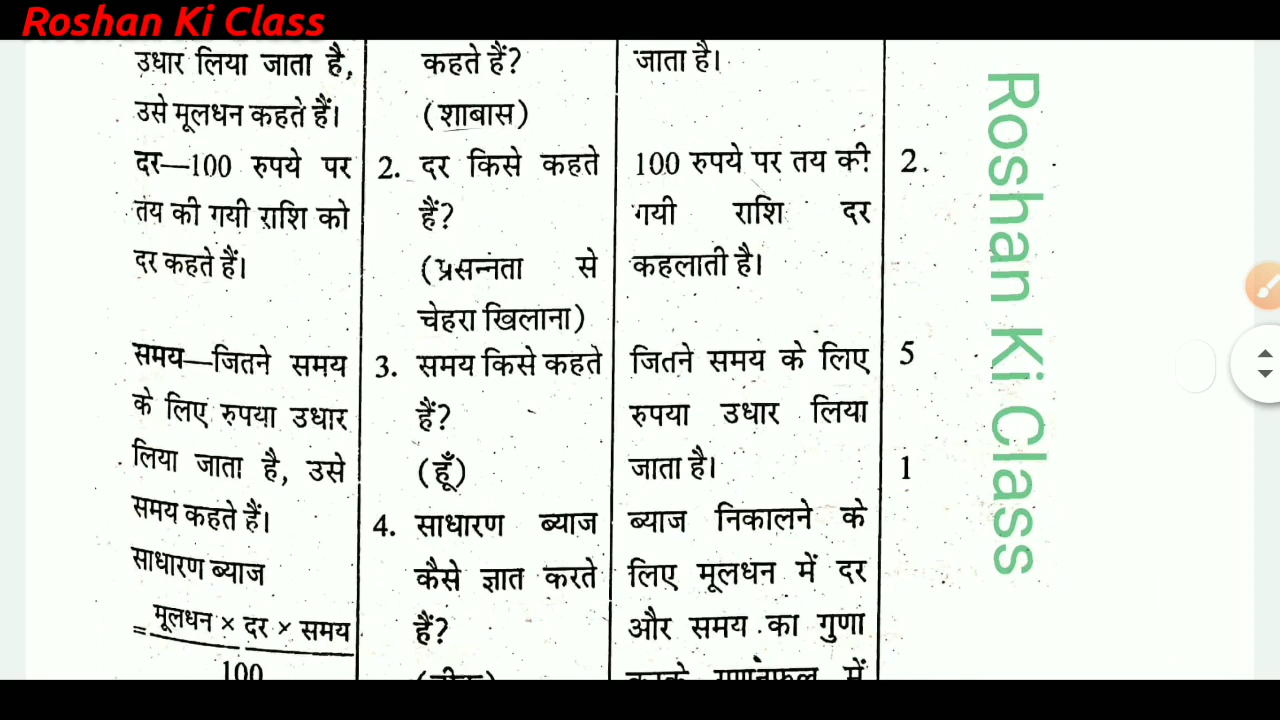 Roshan Ki Class
उधार लिया जाता है,
उसे मूलधन कहते हैं।
दर—100 रुपये पर
तय की गयी राशि को
दर कहते हैं।
समय—जितने समय
के लिए रुपया उधार
लिया जाता है, उसे
समय कहते हैं।
साधारण ब्याज
= मूलधन × दर × समय
100
कहते हैं?
(शाबास)
2. दर किसे कहते
हैं?
(प्रसन्नता से
चेहरा खिलाना)
3. समय किसे कहते
हैं?
(हूँ)
4. साधारण ब्याज
कैसे ज्ञात करते
हैं?
जाता है।
100 रुपये पर तय की
गयी राशि दर
कहलाती है।
जितने समय के लिए
रुपया उधार लिया
जाता है।
ब्याज निकालने के
लिए मूलधन में दर
और समय का गुणा
करके गुणनफल में
2.
5
1
Roshan Ki Class